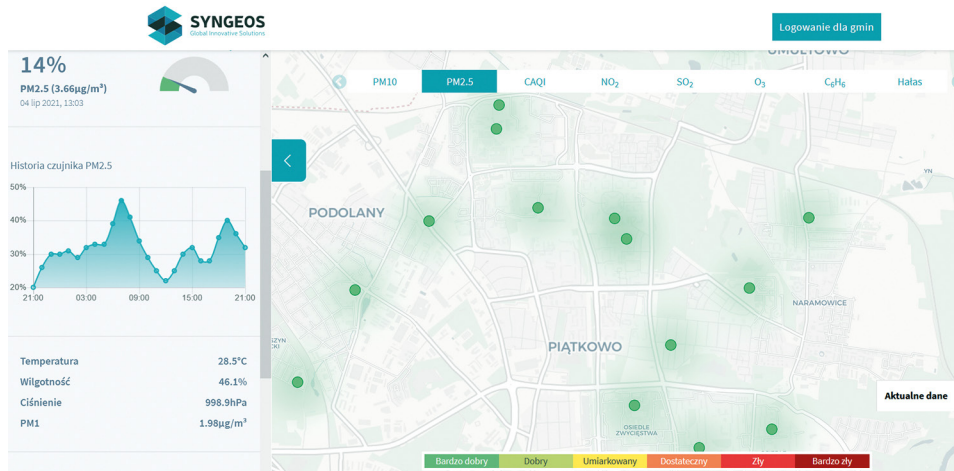 SYNGEOS
Global Innovative Solutions
Logowanie dla gmin
14%
PM2.5 (3.66µg/m³)
04 lip 2021, 13:03
PM10
PM2.5
CAQI
NO₂
SO₂
O₃
C₆H₆
Hałas
Historia czujnika PM2.5
50%
40%
30%
20%
21:00 03:00 09:00 15:00 21:00
Temperatura 28.5°C
Wilgotność 46.1%
Ciśnienie 998.9hPa
PM1 1.98µg/m³
PODOLANY
YN
NARAMOWICE
PIĄTKOWO
Aktualne dane
OSIEDLE
ZWYCIĘSTWA
Bardzo dobry
Dobry
Umiarkowany
Dostateczny
Zły
Bardzo zły